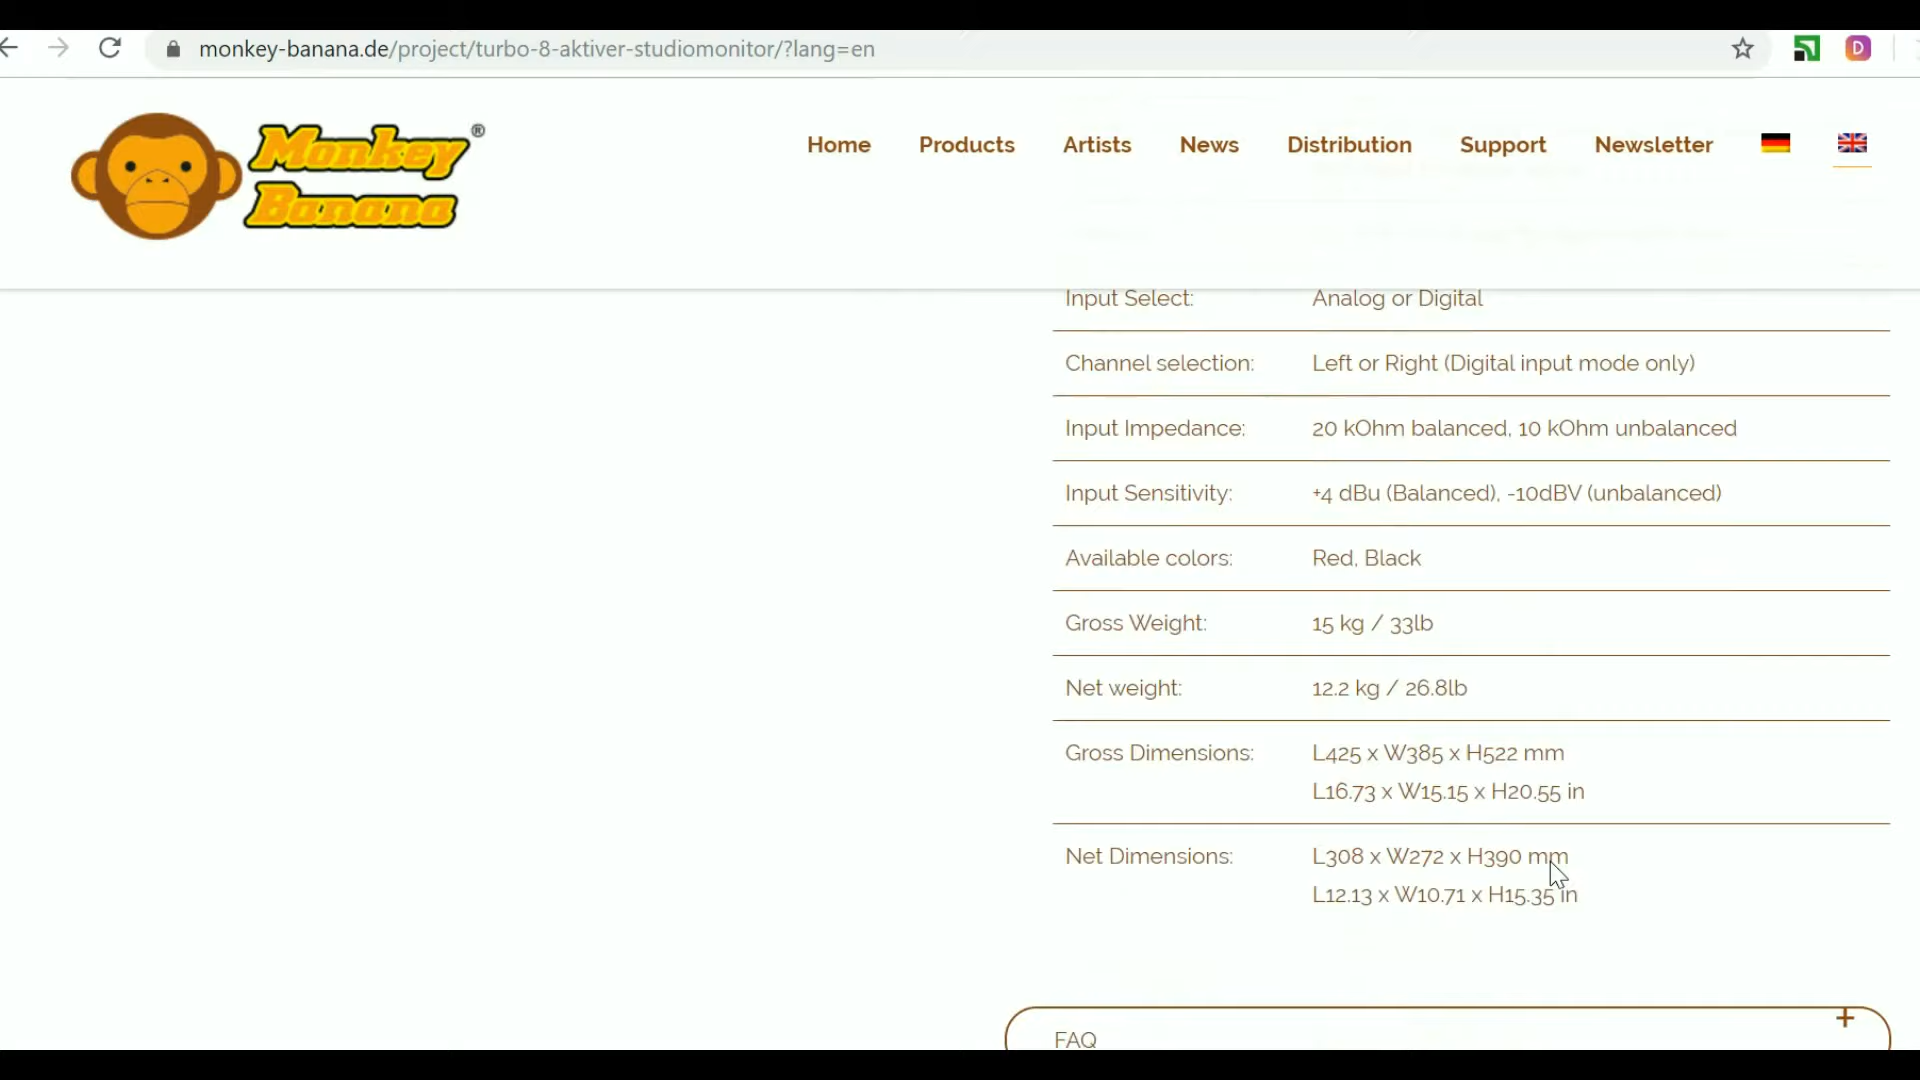 monkey-banana.de/project/turbo-8-aktiver-studiomonitor/?lang=en
D
Monkey ®
Banana
Home Products Artists News Distribution Support Newsletter
Input Select: Analog or Digital
Channel selection: Left or Right (Digital input mode only)
Input Impedance: 20 kOhm balanced, 10 kOhm unbalanced
Input Sensitivity: +4 dBu (Balanced), -10dBV (unbalanced)
Available colors: Red, Black
Gross Weight: 15 kg / 33lb
Net weight: 12.2 kg / 26.8lb
Gross Dimensions: L425 x W385 x H522 mm
L16.73 x W15.15 x H20.55 in
Net Dimensions: L308 x W272 x H390 mm
L12.13 x W10.71 x H15.35 in
FAQ +